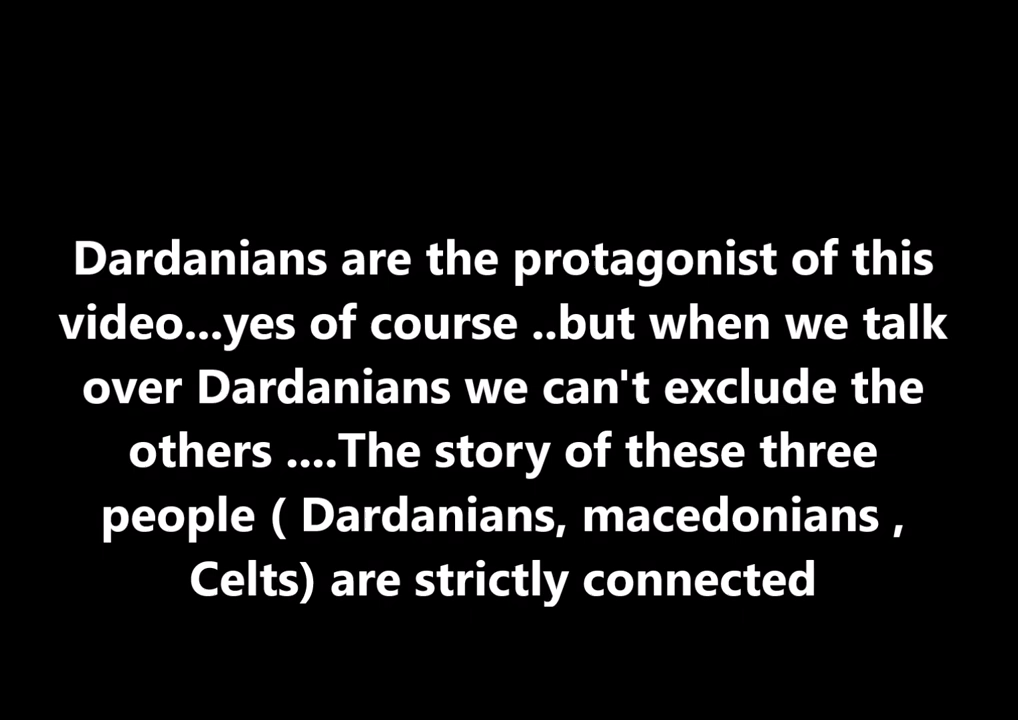 Dardanians are the protagonist of this
video...yes of course ..but when we talk
over Dardanians we can't exclude the
others ....The story of these three
people ( Dardanians, macedonians ,
Celts) are strictly connected